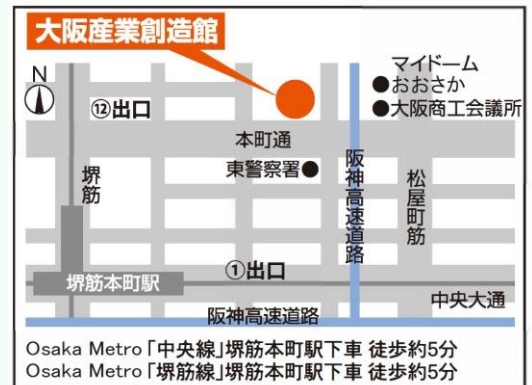 大阪産業創造館
N
⑫出口
マイドーム
●おおさか
●大阪商工会議所
本町通
東警察署●
堺筋
阪神高速道路
松屋町筋
①出口
堺筋本町駅
中央大通
阪神高速道路
Osaka Metro「中央線」堺筋本町駅下車 徒歩約5分
Osaka Metro「堺筋線」堺筋本町駅下車 徒歩約5分